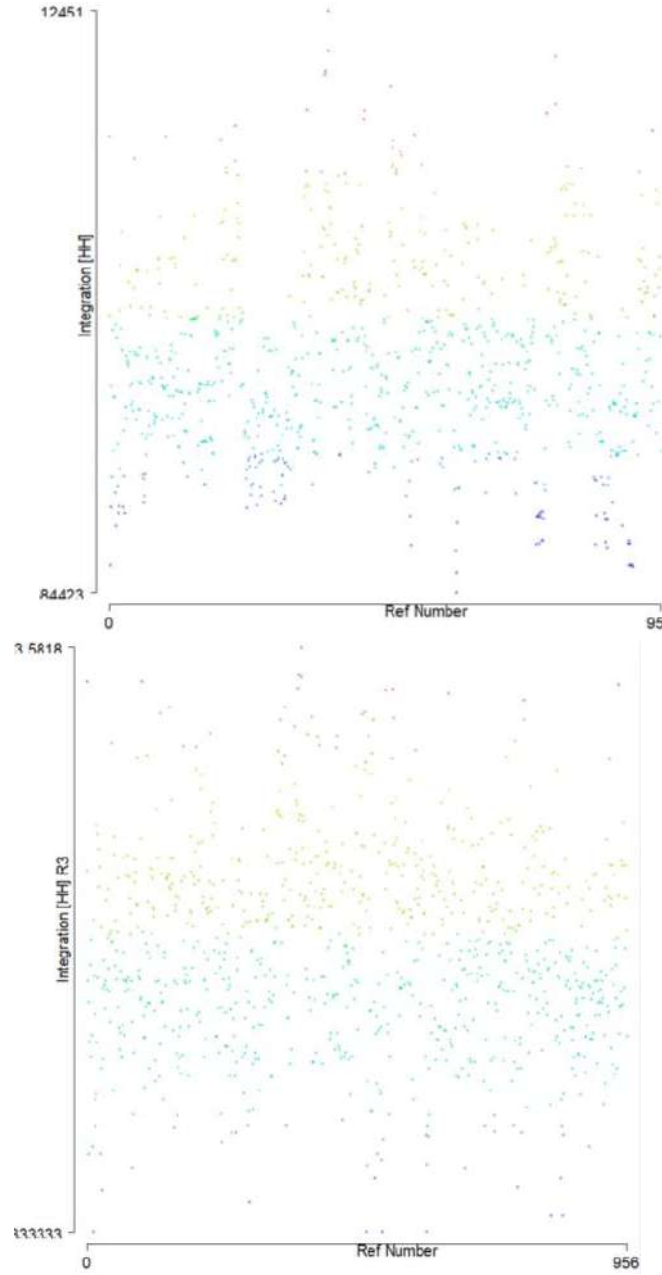 12451
Integration [HH]
84423
Ref Number
0
95
3.5818
Integration [HH] R3
333333
Ref Number
0
956